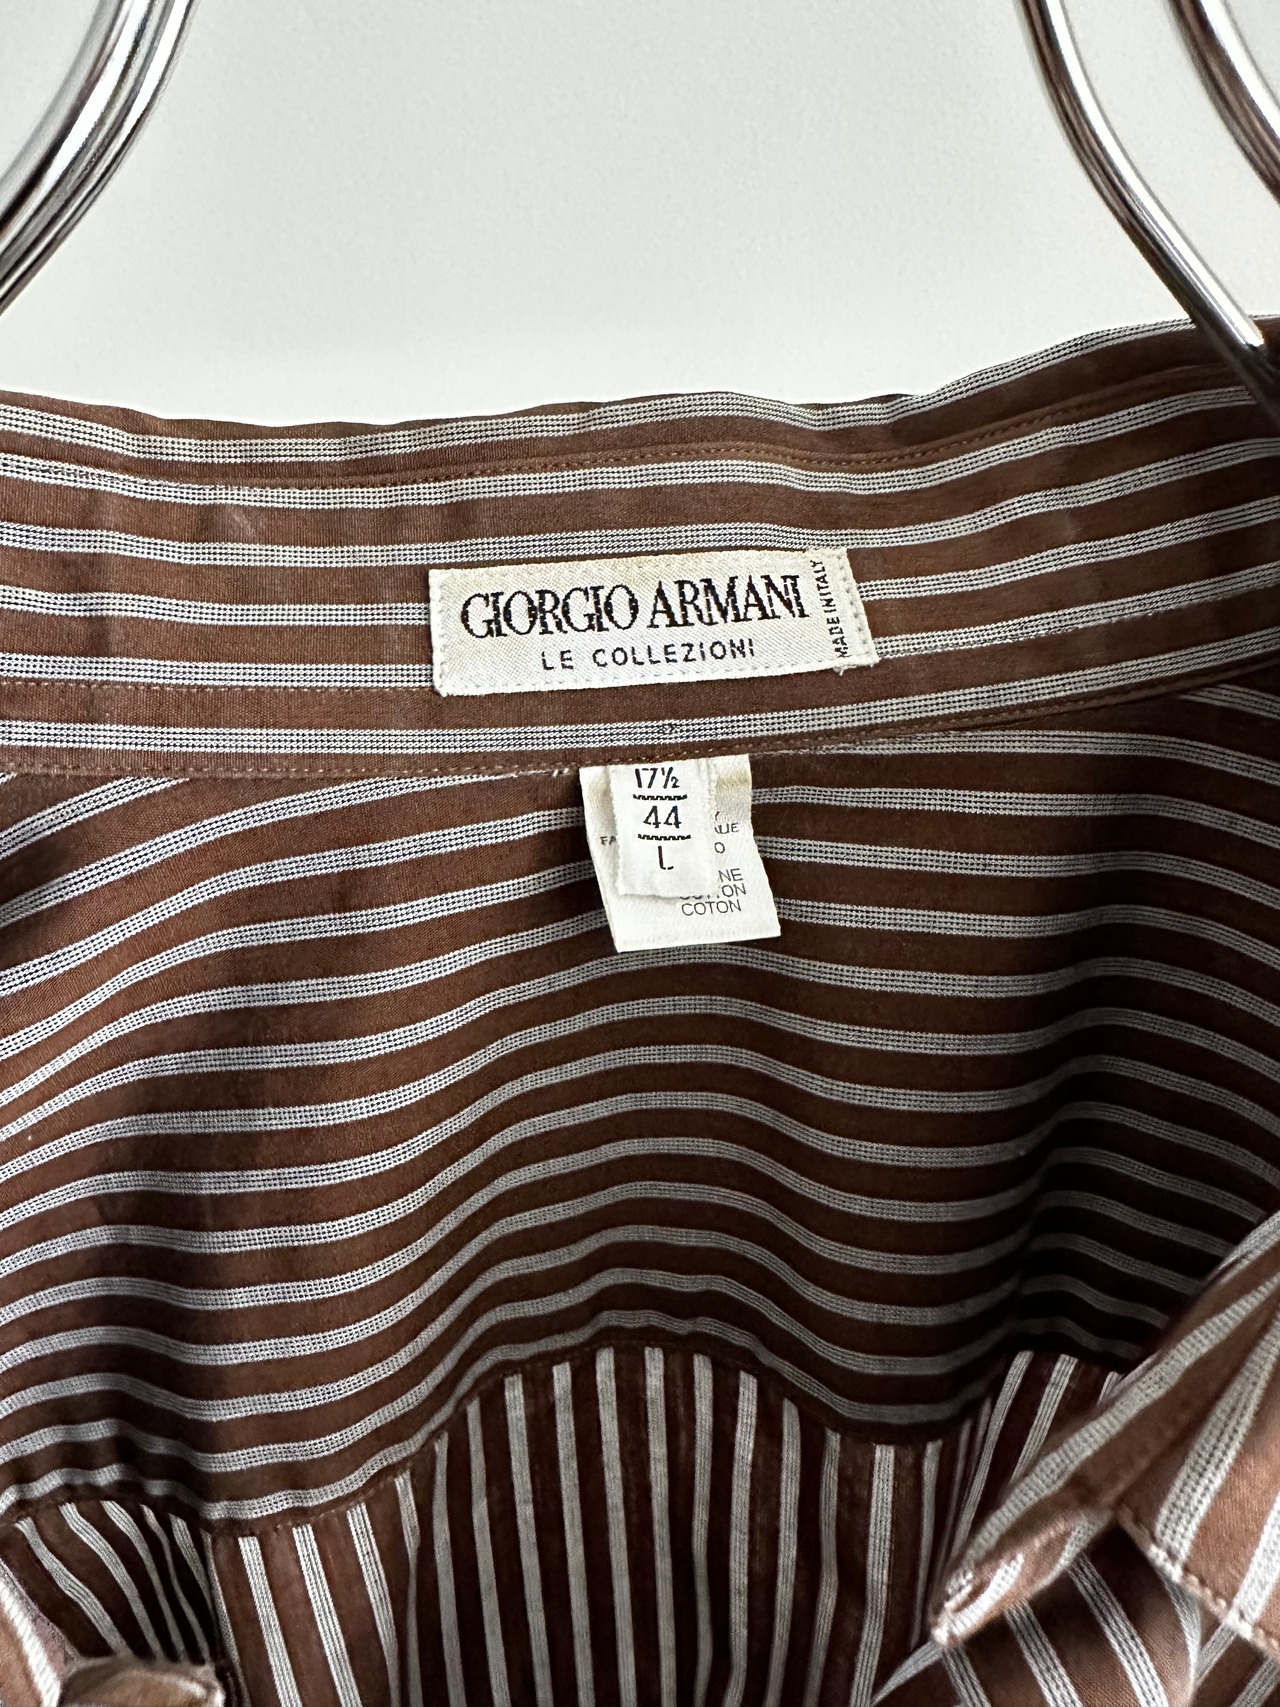 GIORGIO ARMANI
LE COLLEZIONI
MADE IN ITALY
17½
44
L
COTON